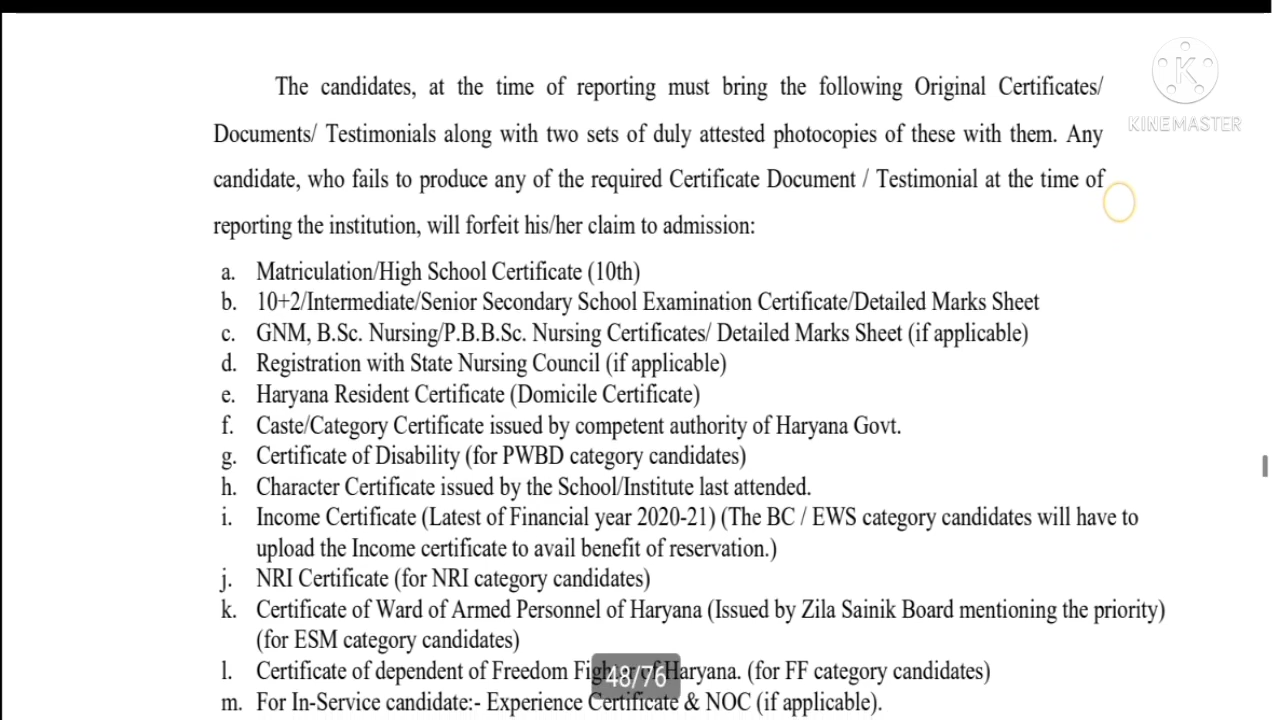 The candidates, at the time of reporting must bring the following Original Certificates/
K
KINEMASTER
Documents/ Testimonials along with two sets of duly attested photocopies of these with them. Any
candidate, who fails to produce any of the required Certificate Document / Testimonial at the time of
reporting the institution, will forfeit his/her claim to admission:
a. Matriculation/High School Certificate (10th)
b. 10+2/Intermediate/Senior Secondary School Examination Certificate/Detailed Marks Sheet
c. GNM, B.Sc. Nursing/P.B.B.Sc. Nursing Certificates/ Detailed Marks Sheet (if applicable)
d. Registration with State Nursing Council (if applicable)
e. Haryana Resident Certificate (Domicile Certificate)
f. Caste/Category Certificate issued by competent authority of Haryana Govt.
g. Certificate of Disability (for PWBD category candidates)
h. Character Certificate issued by the School/Institute last attended.
i. Income Certificate (Latest of Financial year 2020-21) (The BC / EWS category candidates will have to
upload the Income certificate to avail benefit of reservation.)
j. NRI Certificate (for NRI category candidates)
k. Certificate of Ward of Armed Personnel of Haryana (Issued by Zila Sainik Board mentioning the priority)
(for ESM category candidates)
l. Certificate of dependent of Freedom Fighter of Haryana. (for FF category candidates)
48/76
m. For In-Service candidate:- Experience Certificate & NOC (if applicable).